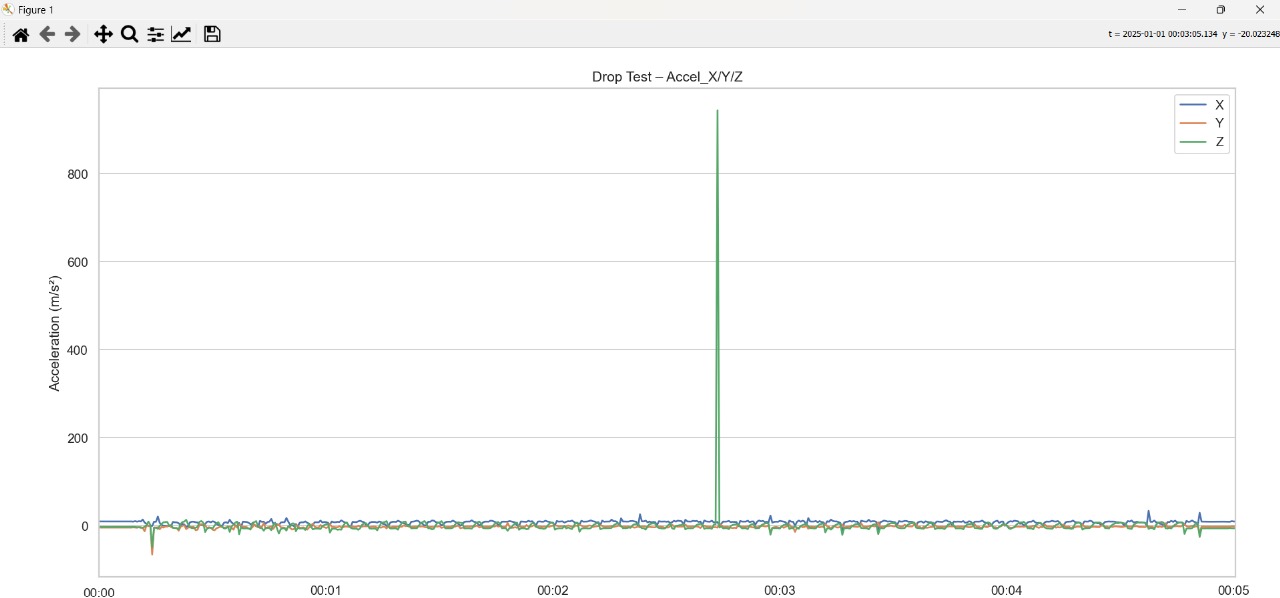 Figure 1
t = 2025-01-01 00:03:05.134 y = -20.023248
Drop Test – Accel_X/Y/Z
X
Y
Z
800
600
400
200
0
Acceleration (m/s²)
00:00
00:01
00:02
00:03
00:04
00:05